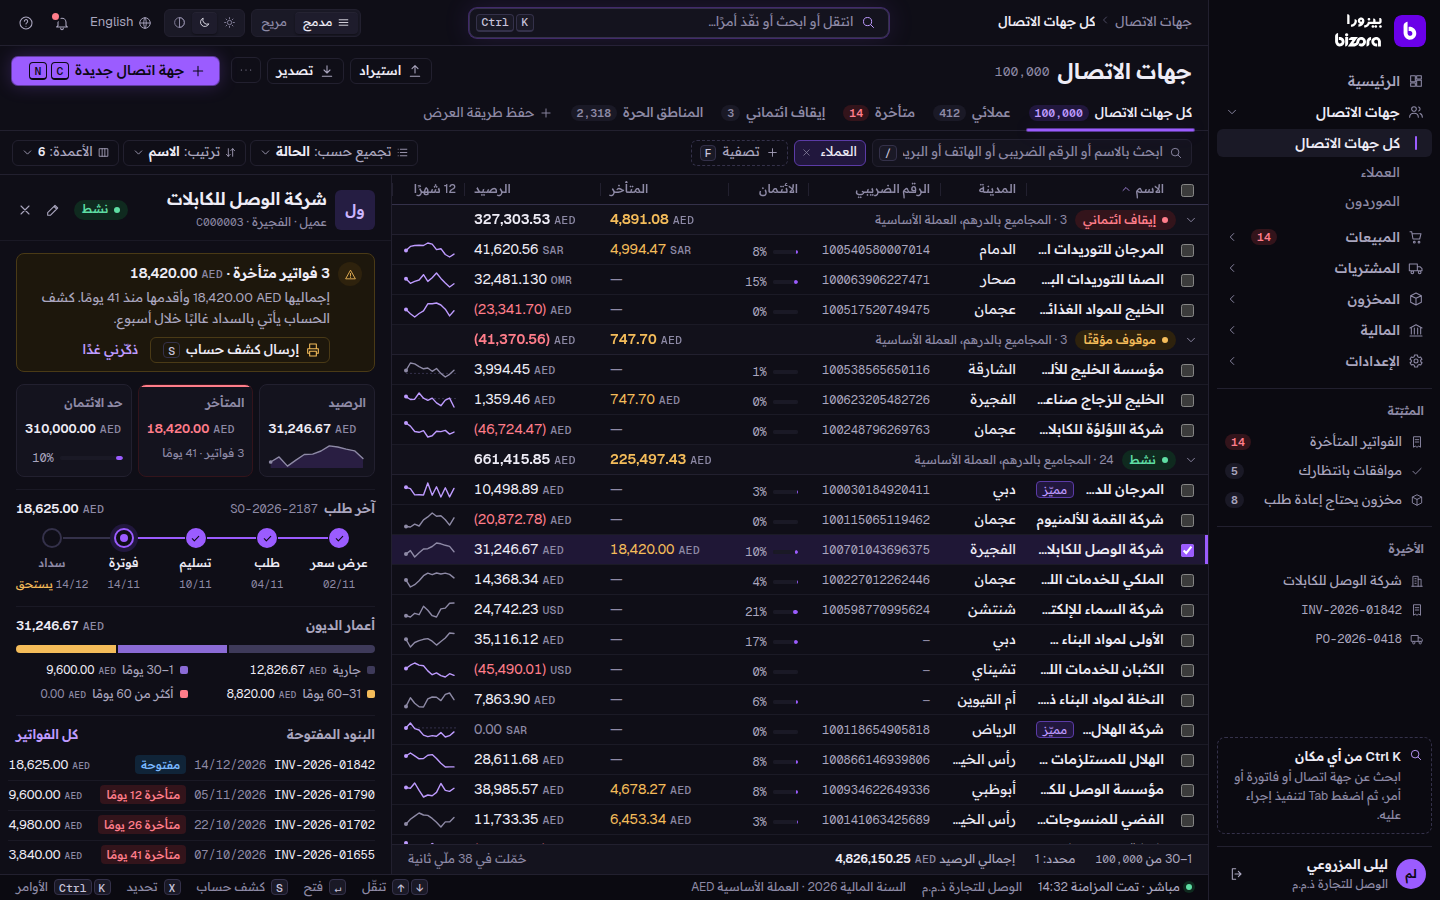 بيزورا
bizora
الرئيسية
جهات الاتصال
كل جهات الاتصال
العملاء
الموردون
المبيعات 14
المشتريات
المخزون
المالية
الإعدادات
المثبتة
الفواتير المتأخرة 14
موافقات بانتظارك 5
مخزون يحتاج إعادة طلب 8
الأخيرة
شركة الوصل للكابلات
INV-2026-01842
PO-2026-0418
Ctrl K من أي مكان
ابحث عن جهة اتصال أو فاتورة أو
أمر، ثم اضغط Tab لتنفيذ إجراء
عليه.
لم ليلى المزروعي
الوصل للتجارة ذ.م.م
جهات الاتصال كل جهات الاتصال
انتقل أو ابحث أو نفّذ أمرًا... Ctrl K
مدمج مريح English
جهات الاتصال 100,000
استيراد تصدير ... + جهة اتصال جديدة C N
كل جهات الاتصال 100,000 عملائي 412 متأخرة 14 إيقاف ائتماني 3 المناطق الحرة 2,318 + حفظ طريقة العرض
ابحث بالاسم أو الرقم الضريبي أو الهاتف أو البريد / العملاء × + تصفية F
تجميع حسب: الحالة ترتيب: الاسم الأعمدة: 6
الاسم المدينة الرقم الضريبي الائتمان المتأخر الرصيد 12 شهرًا
إيقاف ائتماني 3 · المجاميع بالدرهم، العملة الأساسية 4,891.08 AED 327,303.53 AED
المرجان للتوريدات ا... الدمام 100540580007014 8% 4,994.47 SAR 41,620.56 SAR
الصفا للتوريدات الب... صحار 100063906227471 15% — 32,481.130 OMR
الخليج للمواد الغذائ... عجمان 100517520749475 0% — (23,341.70) AED
موقوف مؤقتًا 3 · المجاميع بالدرهم، العملة الأساسية 747.70 AED (41,370.56) AED
مؤسسة الخليج للأل... الشارقة 100538565650116 1% — 3,994.45 AED
الخليج للزجاج صناعـ... الفجيرة 100623205482726 0% 747.70 AED 1,359.46 AED
شركة اللؤلؤة للكابلا... عجمان 100248796269763 0% — (46,724.47) AED
نشط 24 · المجاميع بالدرهم، العملة الأساسية 225,497.43 AED 661,415.85 AED
المرجان للد... مميّز دبي 100030184920411 3% — 10,498.89 AED
شركة القمة للألمنيوم عجمان 100115065119462 0% — (20,872.78) AED
شركة الوصل للكابلا... الفجيرة 100701043696375 10% 18,420.00 AED 31,246.67 AED
الملكي للخدمات اللـ... عجمان 100227012262446 4% — 14,368.34 AED
شركة السماء للإلكتـ... شنتشن 100598770995624 21% — 24,742.23 USD
الأولى لمواد البناء ... دبي – 17% — 35,116.12 AED
الكثبان للخدمات اللـ... تشيناي – 0% — (45,490.01) USD
النخلة لمواد البناء ذ... أم القيوين – 6% — 7,863.90 AED
شركة الهلال... مميّز الرياض 100118654905818 0% — 0.00 SAR
الهلال للمستلزمات ... رأس الخيـ... 100866146939806 8% — 28,611.68 AED
مؤسسة الوصل للكـ... أبوظبي 100934622649336 8% 4,678.27 AED 38,985.57 AED
الفضي للمنسوجات... رأس الخيـ... 100141063425689 3% 6,453.34 AED 11,733.35 AED
1–30 من 100,000 محدد: 1 إجمالي الرصيد 4,826,150.25 AED حُمّلت في 38 ملّي ثانية
ول شركة الوصل للكابلات نشط
عميل · الفجيرة · C000003
3 فواتير متأخرة · 18,420.00 AED
إجماليها 18,420.00 AED وأقدمها منذ 41 يومًا. كشف
الحساب يأتي بالسداد غالبًا خلال أسبوع.
إرسال كشف حساب S ذكّرني غدًا
الرصيد المتأخر حد الائتمان
31,246.67 AED 18,420.00 AED 310,000.00 AED
3 فواتير · 41 يومًا 10%
آخر طلب SO-2026-2187 18,625.00 AED
عرض سعر طلب تسليم فوترة سداد
02/11 04/11 10/11 14/11 14/12 يستحق
أعمار الديون 31,246.67 AED
جارية 12,826.67 AED 1–30 يومًا 9,600.00 AED
31–60 يومًا 8,820.00 AED أكثر من 60 يومًا 0.00 AED
البنود المفتوحة كل الفواتير
INV-2026-01842 14/12/2026 مفتوحة 18,625.00 AED
INV-2026-01790 05/11/2026 متأخرة 12 يومًا 9,600.00 AED
INV-2026-01702 22/10/2026 متأخرة 26 يومًا 4,980.00 AED
INV-2026-01655 07/10/2026 متأخرة 41 يومًا 3,840.00 AED
مباشر · تمت المزامنة 14:32 الوصل للتجارة ذ.م.م السنة المالية 2026 · العملة الأساسية AED
↓ ↑ تنقّل ↵ فتح S كشف حساب X تحديد Ctrl K الأوامر